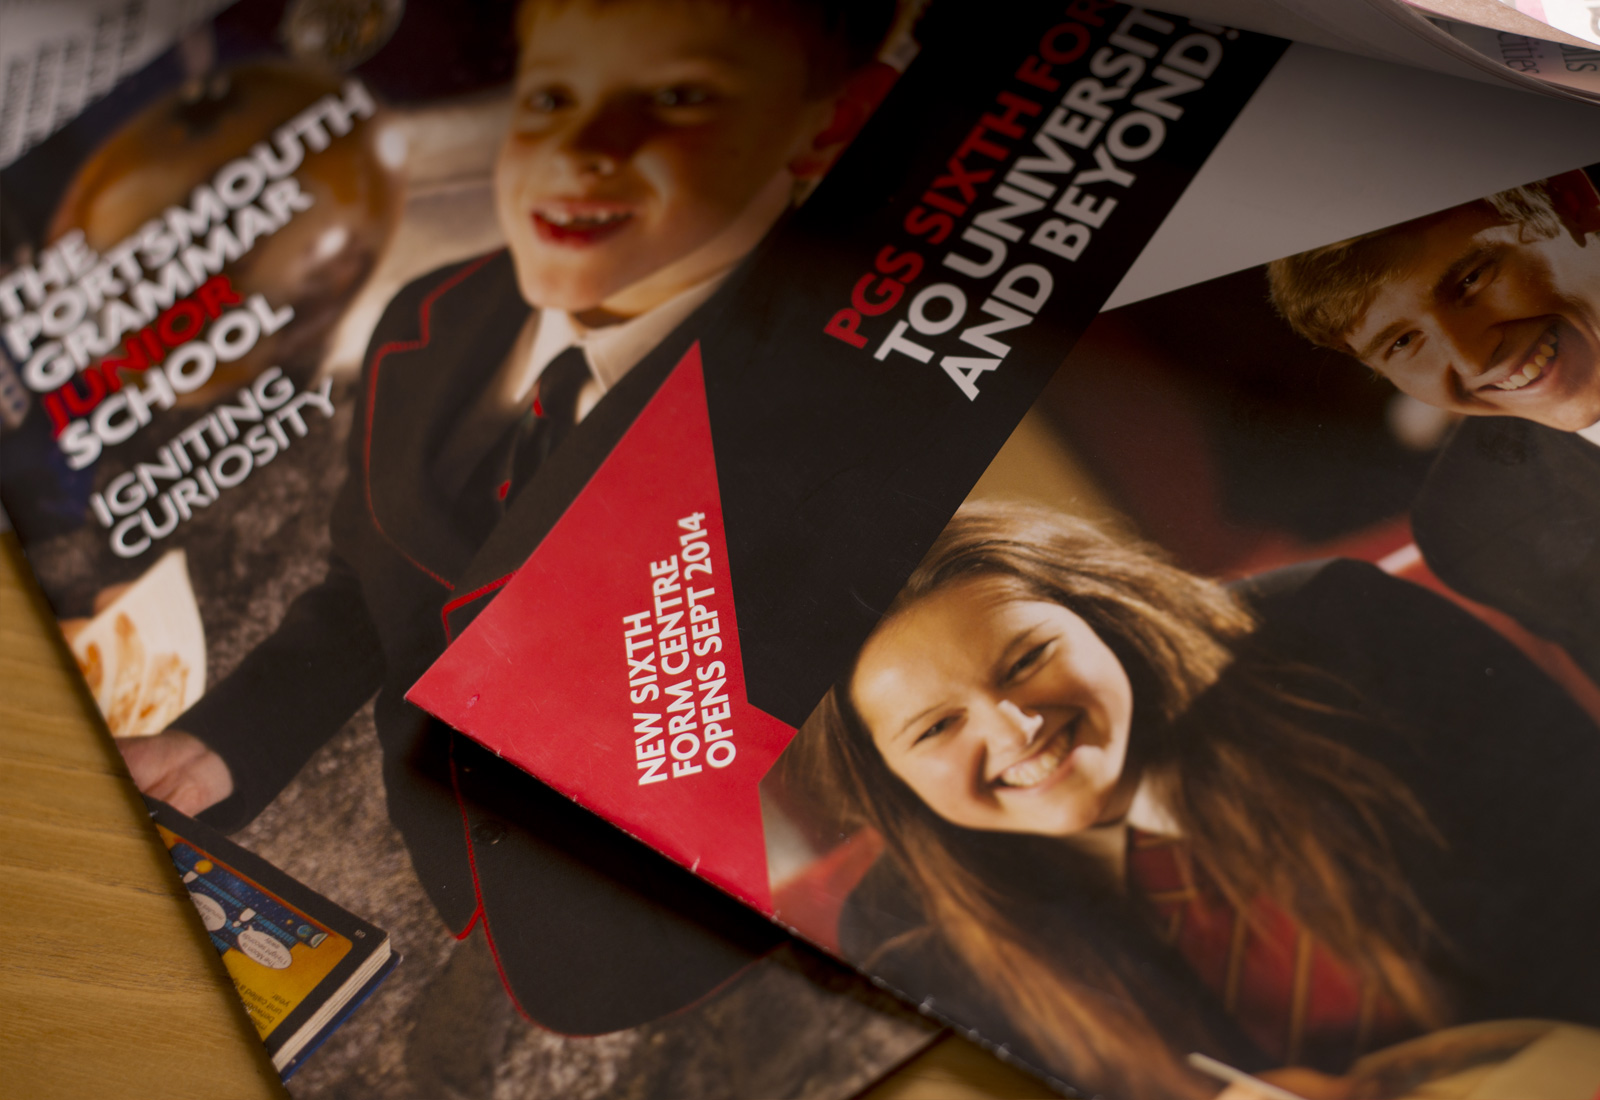 THE
PORTSMOUTH
GRAMMAR
JUNIOR
SCHOOL
IGNITING
CURIOSITY
PGS SIXTH FOR
TO UNIVERSIT
AND BEYOND!
NEW SIXTH
FORM CENTRE
OPENS SEPT 2014